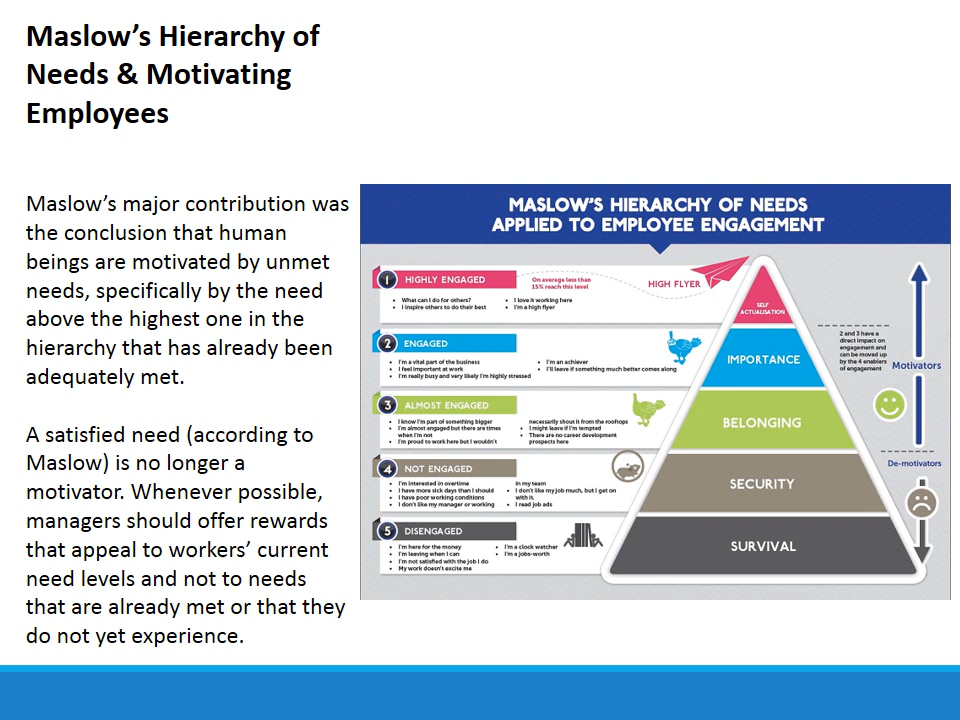 Maslow’s Hierarchy of
Needs & Motivating
Employees
Maslow’s major contribution was
the conclusion that human
beings are motivated by unmet
needs, specifically by the need
above the highest one in the
hierarchy that has already been
adequately met.
A satisfied need (according to
Maslow) is no longer a
motivator. Whenever possible,
managers should offer rewards
that appeal to workers’ current
need levels and not to needs
that are already met or that they
do not yet experience.
MASLOW'S HIERARCHY OF NEEDS
APPLIED TO EMPLOYEE ENGAGEMENT
1 HIGHLY ENGAGED
On average less than
15% reach this level
HIGH FLYER
• What can I do for others?
• I inspire others to do their best
• I love it working here
• I'm a high flyer
2 ENGAGED
• I'm a vital part of the business
• I feel important at work
• I'm really busy and very likely I'm highly stressed
• I'm an achiever
• I'll leave if something much better comes along
3 ALMOST ENGAGED
• I know I'm part of something bigger
• I'm almost engaged but there are times
when I'm not
• I'm proud to work here but I wouldn't
necessarily shout it from the rooftops
• I might leave if I'm tempted
• There are no career development
prospects here
4 NOT ENGAGED
• I'm interested in overtime
• I have more sick days than I should
• I have poor working conditions
• I don't like my manager or working
in my team
• I don't like my job much, but I get on
with it.
• I read job ads
5 DISENGAGED
• I'm here for the money
• I'm leaving when I can
• I'm not satisfied with the job I do
• My work doesn't excite me
• I'm a clock watcher
• I'm a jobs-worth
SELF
ACTUALISATION
IMPORTANCE
BELONGING
SECURITY
SURVIVAL
2 and 3 have a
direct impact on
engagement and
can be moved up
by the 4 enablers
of engagement
Motivators
De-motivators